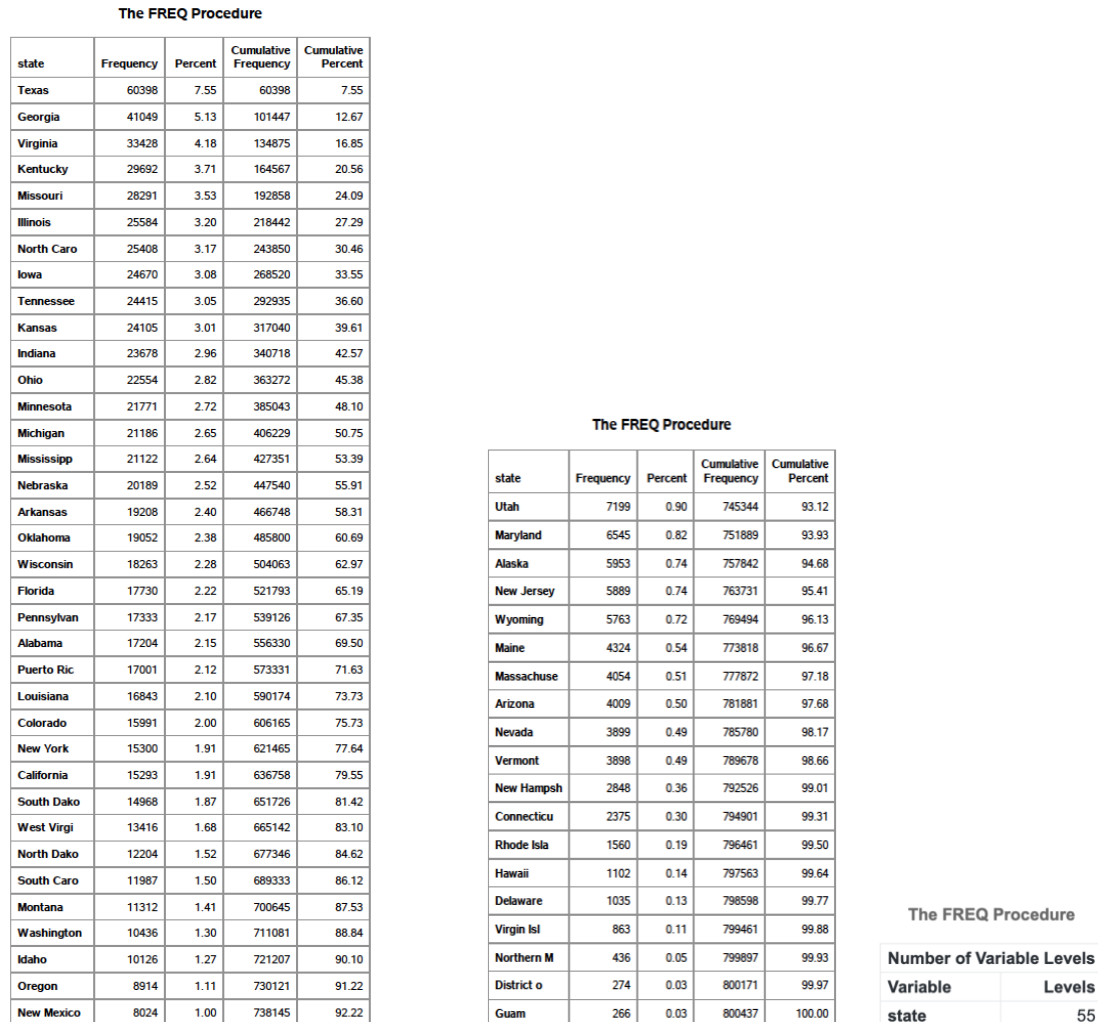 The FREQ Procedure
state Frequency Percent Cumulative Frequency Cumulative Percent
Texas 60398 7.55 60398 7.55
Georgia 41049 5.13 101447 12.67
Virginia 33428 4.18 134875 16.85
Kentucky 29692 3.71 164567 20.56
Missouri 28291 3.53 192858 24.09
Illinois 25584 3.20 218442 27.29
North Caro 25408 3.17 243850 30.46
Iowa 24670 3.08 268520 33.55
Tennessee 24415 3.05 292935 36.60
Kansas 24105 3.01 317040 39.61
Indiana 23678 2.96 340718 42.57
Ohio 22554 2.82 363272 45.38
Minnesota 21771 2.72 385043 48.10
Michigan 21186 2.65 406229 50.75
Mississipp 21122 2.64 427351 53.39
Nebraska 20189 2.52 447540 55.91
Arkansas 19208 2.40 466748 58.31
Oklahoma 19052 2.38 485800 60.69
Wisconsin 18263 2.28 504063 62.97
Florida 17730 2.22 521793 65.19
Pennsylvan 17333 2.17 539126 67.35
Alabama 17204 2.15 556330 69.50
Puerto Ric 17001 2.12 573331 71.63
Louisiana 16843 2.10 590174 73.73
Colorado 15991 2.00 606165 75.73
New York 15300 1.91 621465 77.64
California 15293 1.91 636758 79.55
South Dako 14968 1.87 651726 81.42
West Virgi 13416 1.68 665142 83.10
North Dako 12204 1.52 677346 84.62
South Caro 11987 1.50 689333 86.12
Montana 11312 1.41 700645 87.53
Washington 10436 1.30 711081 88.84
Idaho 10126 1.27 721207 90.10
Oregon 8914 1.11 730121 91.22
New Mexico 8024 1.00 738145 92.22
The FREQ Procedure
state Frequency Percent Cumulative Frequency Cumulative Percent
Utah 7199 0.90 745344 93.12
Maryland 6545 0.82 751889 93.93
Alaska 5953 0.74 757842 94.68
New Jersey 5889 0.74 763731 95.41
Wyoming 5763 0.72 769494 96.13
Maine 4324 0.54 773818 96.67
Massachuse 4054 0.51 777872 97.18
Arizona 4009 0.50 781881 97.68
Nevada 3899 0.49 785780 98.17
Vermont 3898 0.49 789678 98.66
New Hampsh 2848 0.36 792526 99.01
Connecticu 2375 0.30 794901 99.31
Rhode Isla 1560 0.19 796461 99.50
Hawaii 1102 0.14 797563 99.64
Delaware 1035 0.13 798598 99.77
Virgin Isl 863 0.11 799461 99.88
Northern M 436 0.05 799897 99.93
District o 274 0.03 800171 99.97
Guam 266 0.03 800437 100.00
The FREQ Procedure
Number of Variable Levels
Variable Levels
state 55